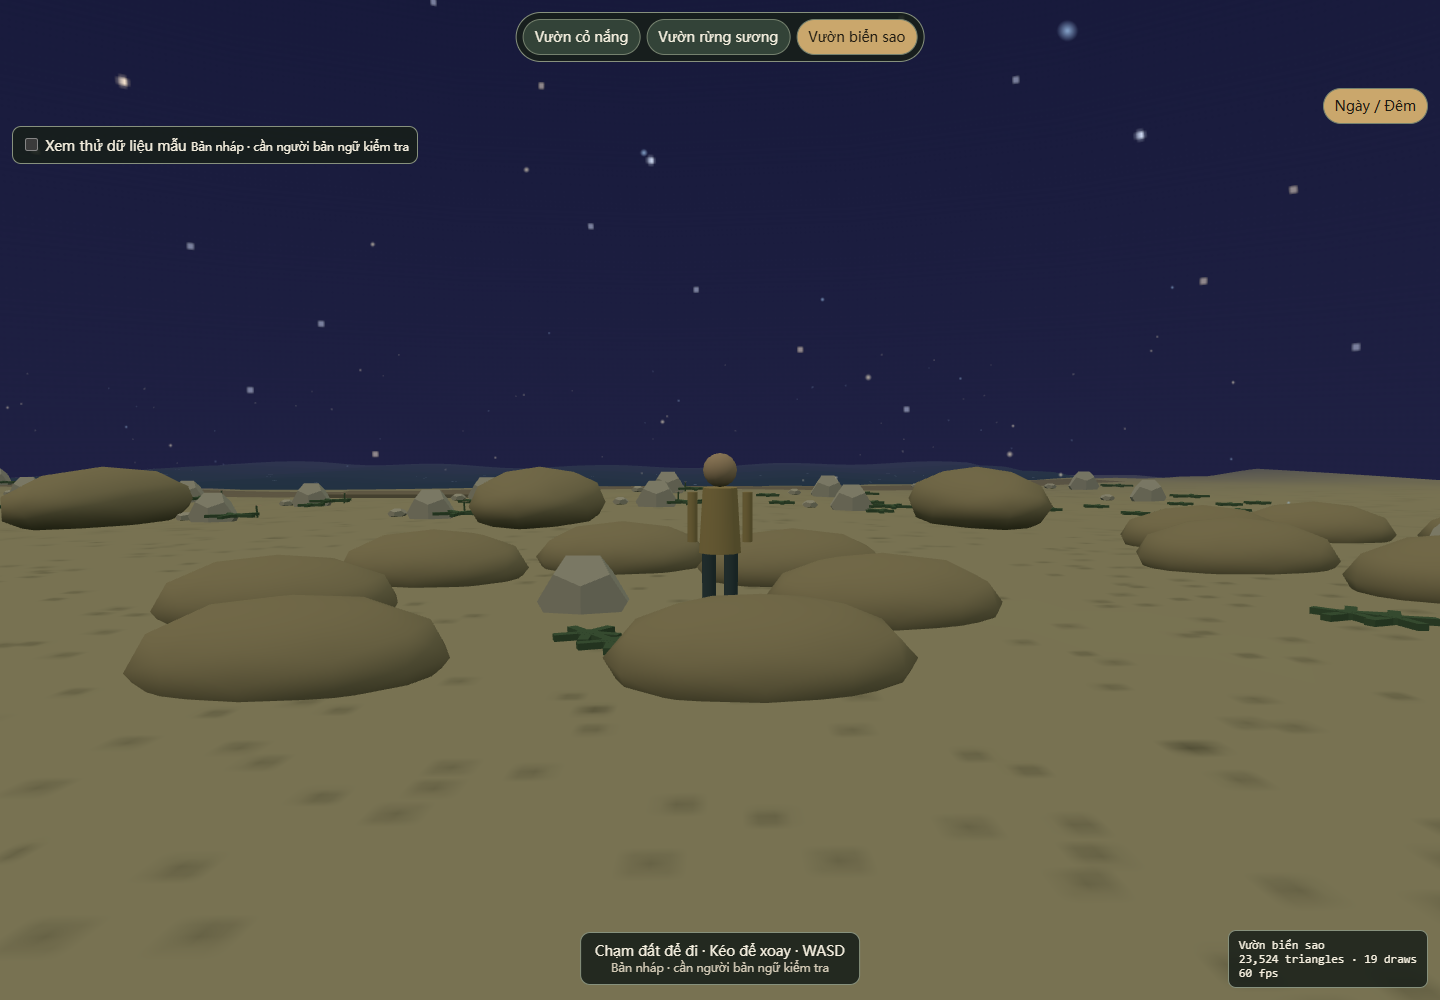 Vườn cỏ nắng
Vườn rừng sương
Vườn biển sao
Ngày / Đêm
Xem thử dữ liệu mẫu Bản nháp · cần người bản ngữ kiểm tra
Chạm đất để đi · Kéo để xoay · WASD
Bản nháp · cần người bản ngữ kiểm tra
Vườn biển sao
23,524 triangles · 19 draws
60 fps